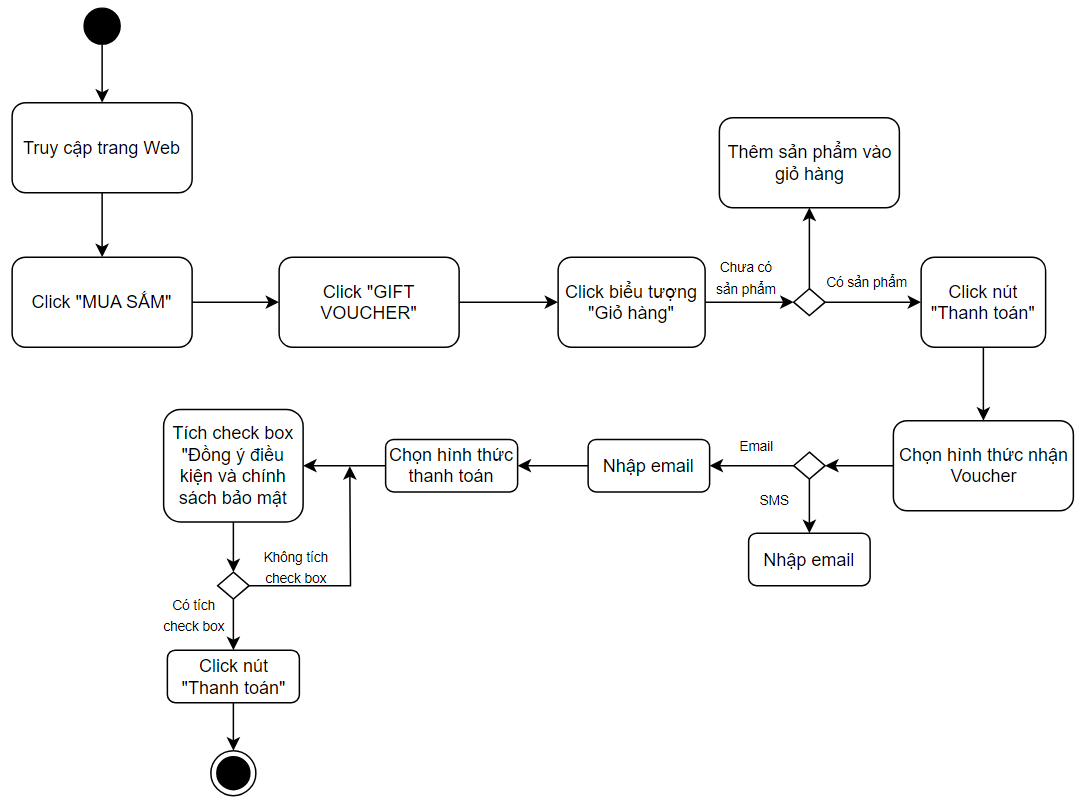 Truy cập trang Web
Thêm sản phẩm vào
giỏ hàng
Click "MUA SẮM"
Click "GIFT
VOUCHER"
Click biểu tượng
"Giỏ hàng"
Chưa có
sản phẩm
Có sản phẩm
Click nút
"Thanh toán"
Chọn hình thức nhận
Voucher
Email
SMS
Nhập email
Nhập email
Chọn hình thức
thanh toán
Tích check box
"Đồng ý điều
kiện và chính
sách bảo mật
Không tích
check box
Có tích
check box
Click nút
"Thanh toán"